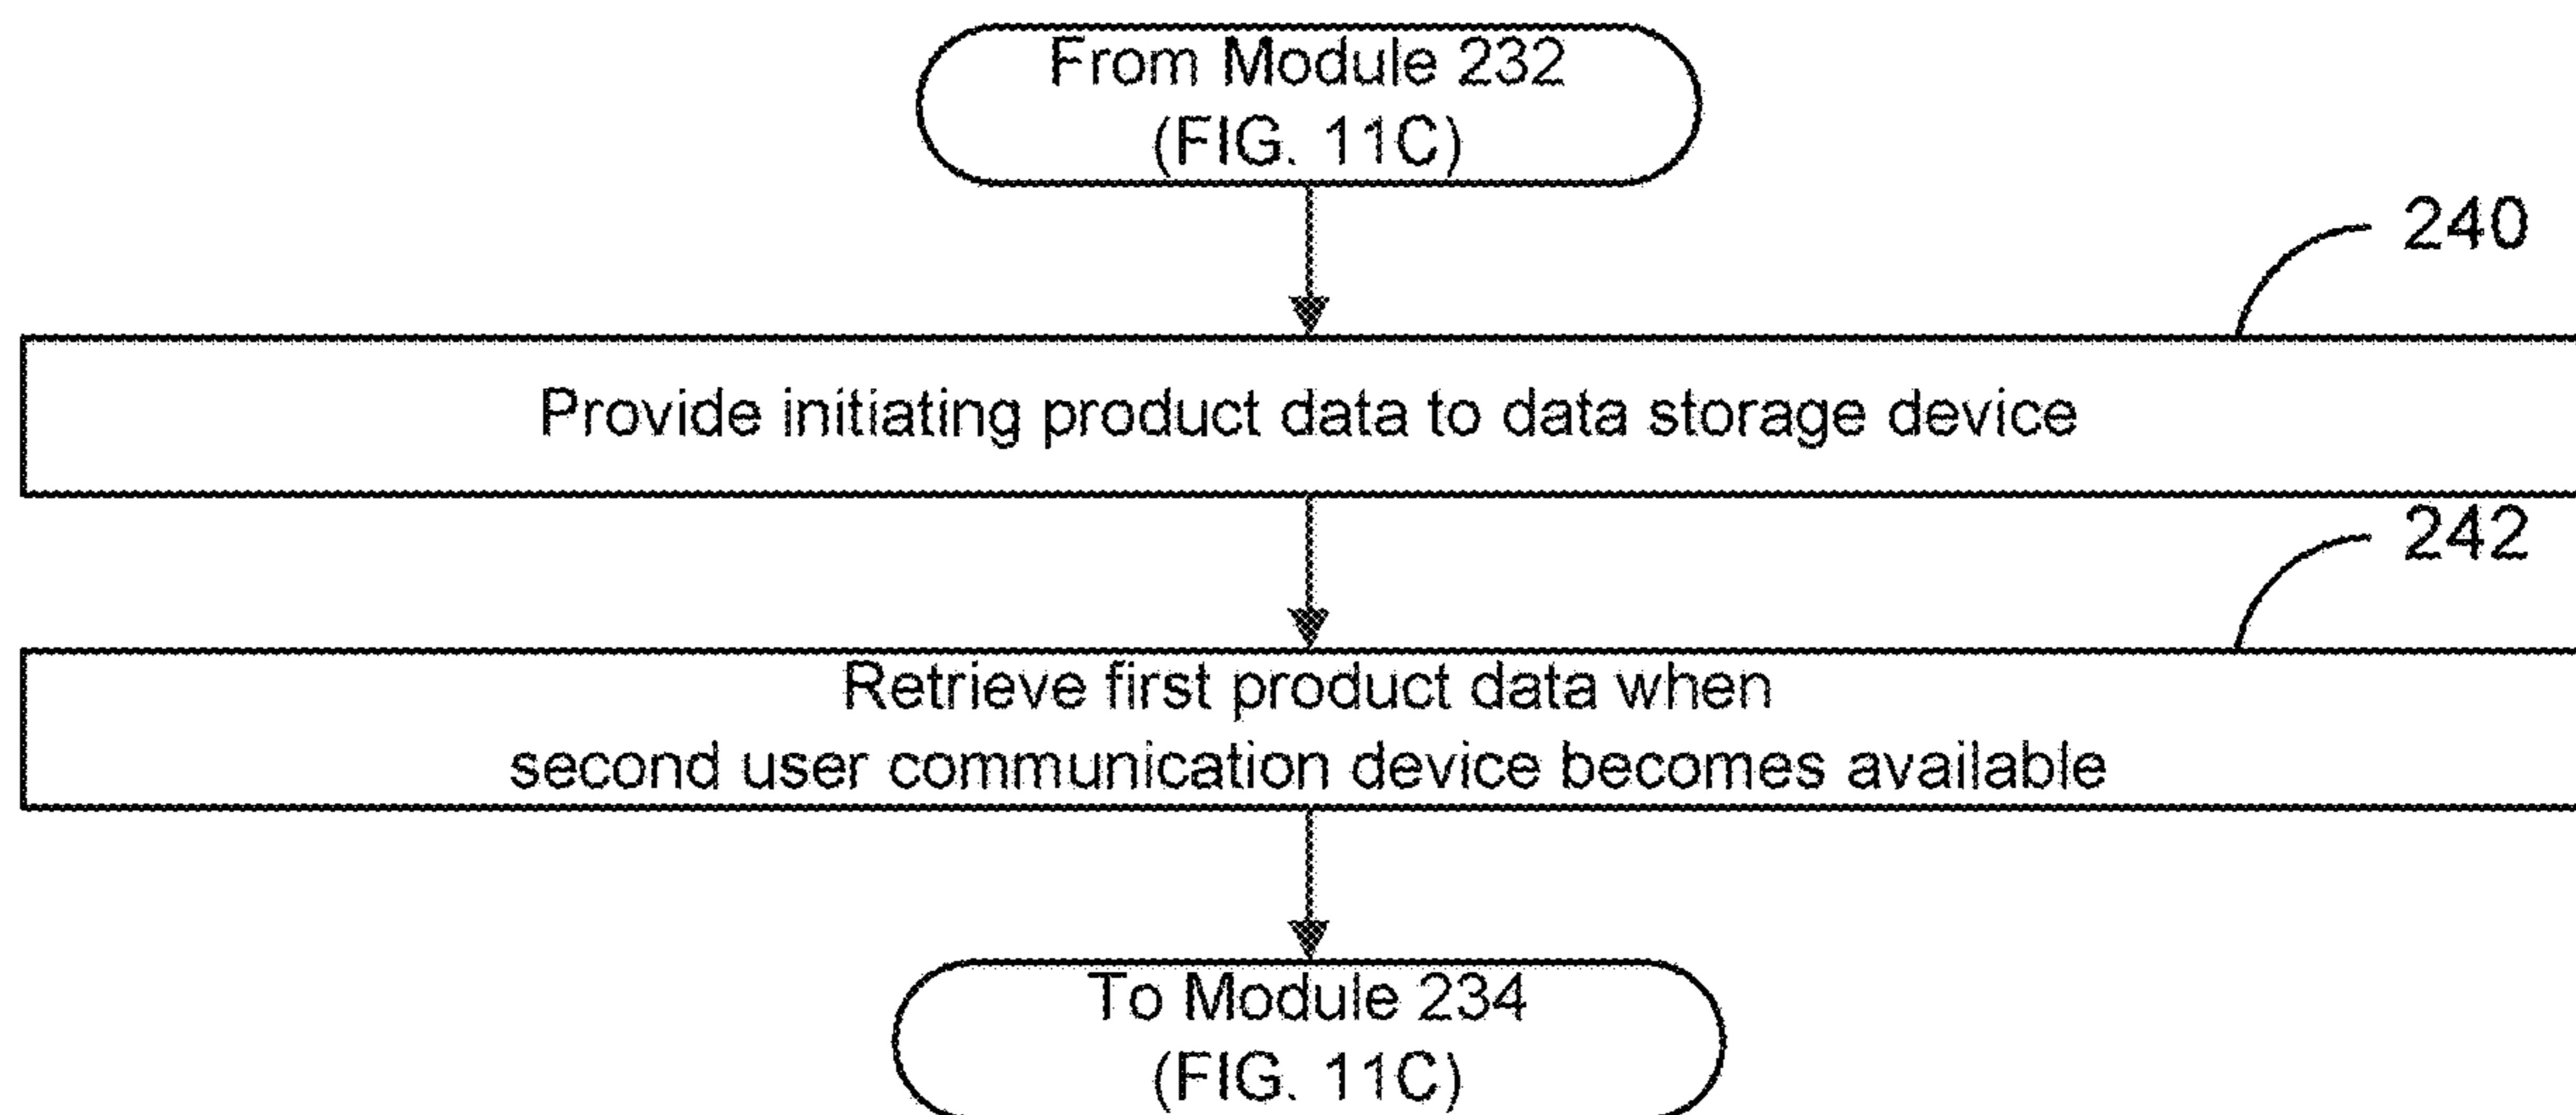 From Module 232
(FIG. 11C)
240
Provide initiating product data to data storage device
242
Retrieve first product data when
second user communication device becomes available
To Module 234
(FIG. 11C)